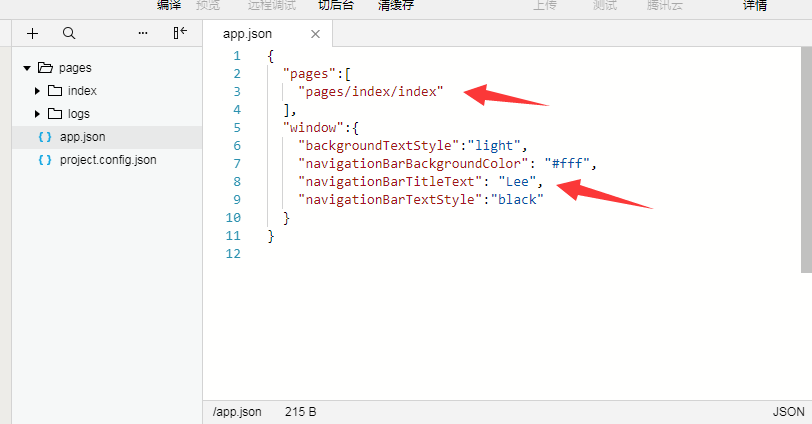 编译 预览 远程调试 切后台 清缓存 上传 测试 腾讯云 详情
app.json
pages
index
logs
app.json
project.config.json
1 {
2 "pages":[
3 "pages/index/index"
4 ],
5 "window":{
6 "backgroundTextStyle":"light",
7 "navigationBarBackgroundColor": "#fff",
8 "navigationBarTitleText": "Lee",
9 "navigationBarTextStyle":"black"
10 }
11 }
12
/app.json 215 B JSON